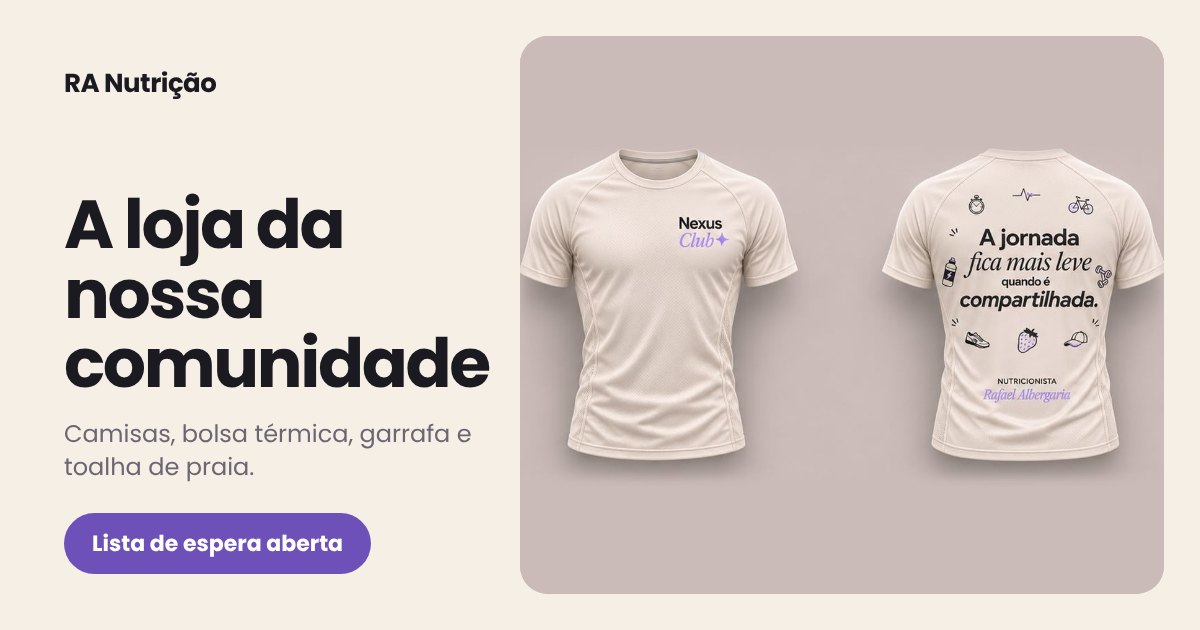 RA Nutrição
A loja da
nossa
comunidade
Camisas, bolsa térmica, garrafa e
toalha de praia.
Lista de espera aberta
Nexus
Club
A jornada
fica mais leve
quando é
compartilhada.
NUTRICIONISTA
Rafael Albergaria